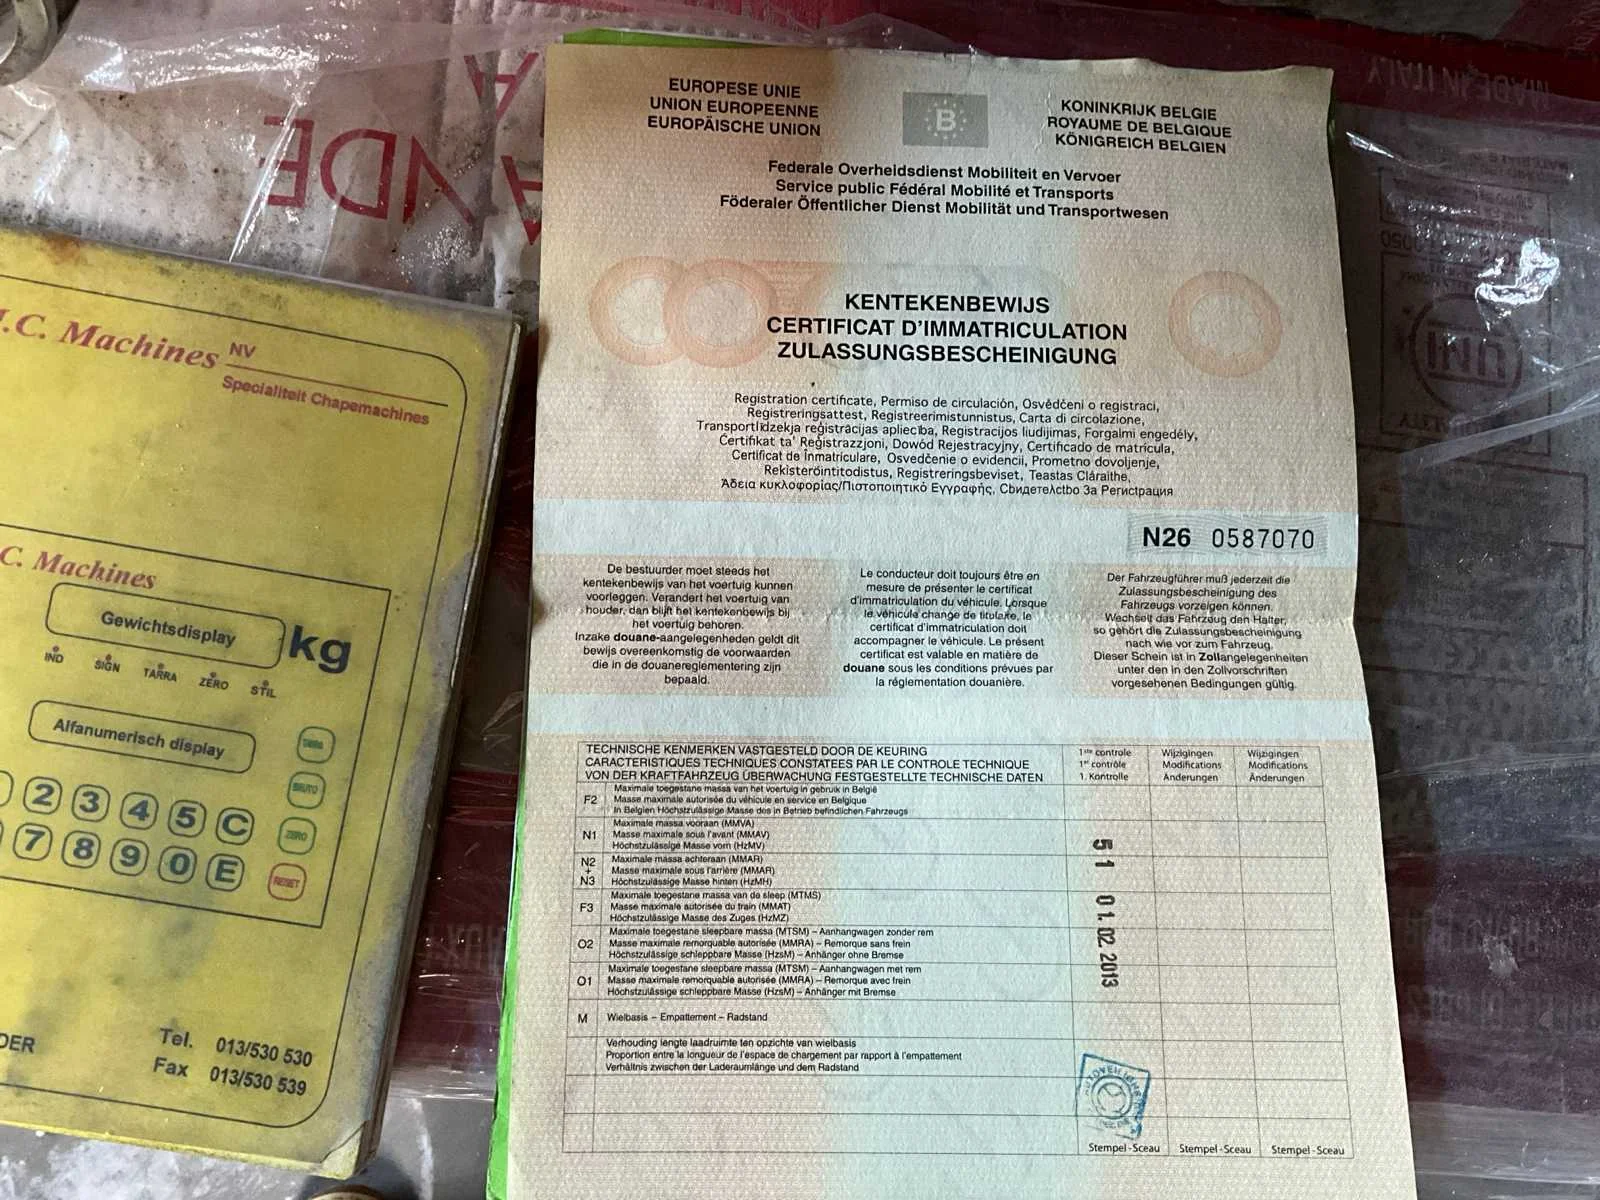 EUROPESE UNIE
UNION EUROPEENNE
EUROPÄISCHE UNION
B
KONINKRIJK BELGIE
ROYAUME DE BELGIQUE
KÖNIGREICH BELGIEN
Federale Overheidsdienst Mobiliteit en Vervoer
Service public Fédéral Mobilité et Transports
Föderaler Öffentlicher Dienst Mobilität und Transportwesen
KENTEKENBEWIJS
CERTIFICAT D'IMMATRICULATION
ZULASSUNGSBESCHEINIGUNG
Registration certificate, Permiso de circulación, Osvědčeni o registraci,
Registreringsattest, Registreerimistunnistus, Carta di circolazione,
Transportlīdzekja reģistrācijas apliecība, Registracijos liudijimas, Forgalmi engedély,
Ċertifikat ta' Reġistrazzjoni, Dowód Rejestracyjny, Certificado de matrícula,
Certificat de Înmatriculare, Osvedčenie o evidencii, Prometno dovoljenje,
Rekisteröintitodistus, Registreringsbeviset, Teastas Cláraithe,
Άδεια κυκλοφορίας/Πιστοποιητικό Εγγραφής, Свидетелство За Регистрация
N26 0587070
De bestuurder moet steeds het
kentekenbewijs van het voertuig kunnen
voorleggen. Verandert het voertuig van
houder, dan blijft het kentekenbewijs bij
het voertuig behoren.
Inzake douane-aangelegenheden geldt dit
bewijs overeenkomstig de voorwaarden
die in de douanereglementering zijn
bepaald.
Le conducteur doit toujours être en
mesure de présenter le certificat
d'immatriculation du véhicule. Lorsque
le véhicule change de titulaire, le
certificat d'immatriculation doit
accompagner le véhicule. Le présent
certificat est valable en matière de
douane sous les conditions prévues par
la réglementation douanière.
Der Fahrzeugführer muß jederzeit die
Zulassungsbescheinigung des
Fahrzeugs vorzeigen können.
Wechselt das Fahrzeug den Halter,
so gehört die Zulassungsbescheinigung
nach wie vor zum Fahrzeug.
Dieser Schein ist in Zollangelegenheiten
unter den in den Zollvorschriften
vorgesehenen Bedingungen gültig.
TECHNISCHE KENMERKEN VASTGESTELD DOOR DE KEURING
CARACTERISTIQUES TECHNIQUES CONSTATEES PAR LE CONTROLE TECHNIQUE
VON DER KRAFTFAHRZEUG ÜBERWACHUNG FESTGESTELLTE TECHNISCHE DATEN
1ste controle
1er contrôle
1. Kontrolle
Wijzigingen
Modifications
Änderungen
Wijzigingen
Modifications
Änderungen
F2
Maximale toegestane massa van het voertuig in gebruik in België
Masse maximale autorisée du véhicule en service en Belgique
In Belgien Höchstzulässige Masse des in Betrieb befindlichen Fahrzeugs
N1
Maximale massa vooraan (MMVA)
Masse maximale sous l'avant (MMAV)
Höchstzulässige Masse vorn (HzMV)
N2
+
N3
Maximale massa achteraan (MMAR)
Masse maximale sous l'arrière (MMAR)
Höchstzulässige Masse hinten (HzMH)
F3
Maximale toegestane massa van de sleep (MTMS)
Masse maximale autorisée du train (MMAT)
Höchstzulässige Masse des Zuges (HzMZ)
O2
Maximale toegestane sleepbare massa (MTSM) – Aanhangwagen zonder rem
Masse maximale remorquable autorisée (MMRA) – Remorque sans frein
Höchstzulässige schleppbare Masse (HzsM) – Anhänger ohne Bremse
O1
Maximale toegestane sleepbare massa (MTSM) – Aanhangwagen met rem
Masse maximale remorquable autorisée (MMRA) – Remorque avec frein
Höchstzulässige schleppbare Masse (HzsM) – Anhänger mit Bremse
M
Wielbasis – Empattement – Radstand
Verhouding lengte laadruimte ten opzichte van wielbasis
Proportion entre la longueur de l'espace de chargement par rapport à l'empattement
Verhältnis zwischen der Laderaumlänge und dem Radstand
51 01.02 2013
Stempel -Sceau
Stempel -Sceau
Stempel -Sceau
.C. Machines NV
Specialiteit Chapemachines
C. Machines
Gewichtsdisplay kg
IND SIGN TARRA ZERO STIL
Alfanumerisch display
TARRA
BRUTO
ZERO
RESET
2 3 4 5 C
7 8 9 0 E
DER
Tel. 013/530 530
Fax 013/530 539
MADE IN ITALY
UNI